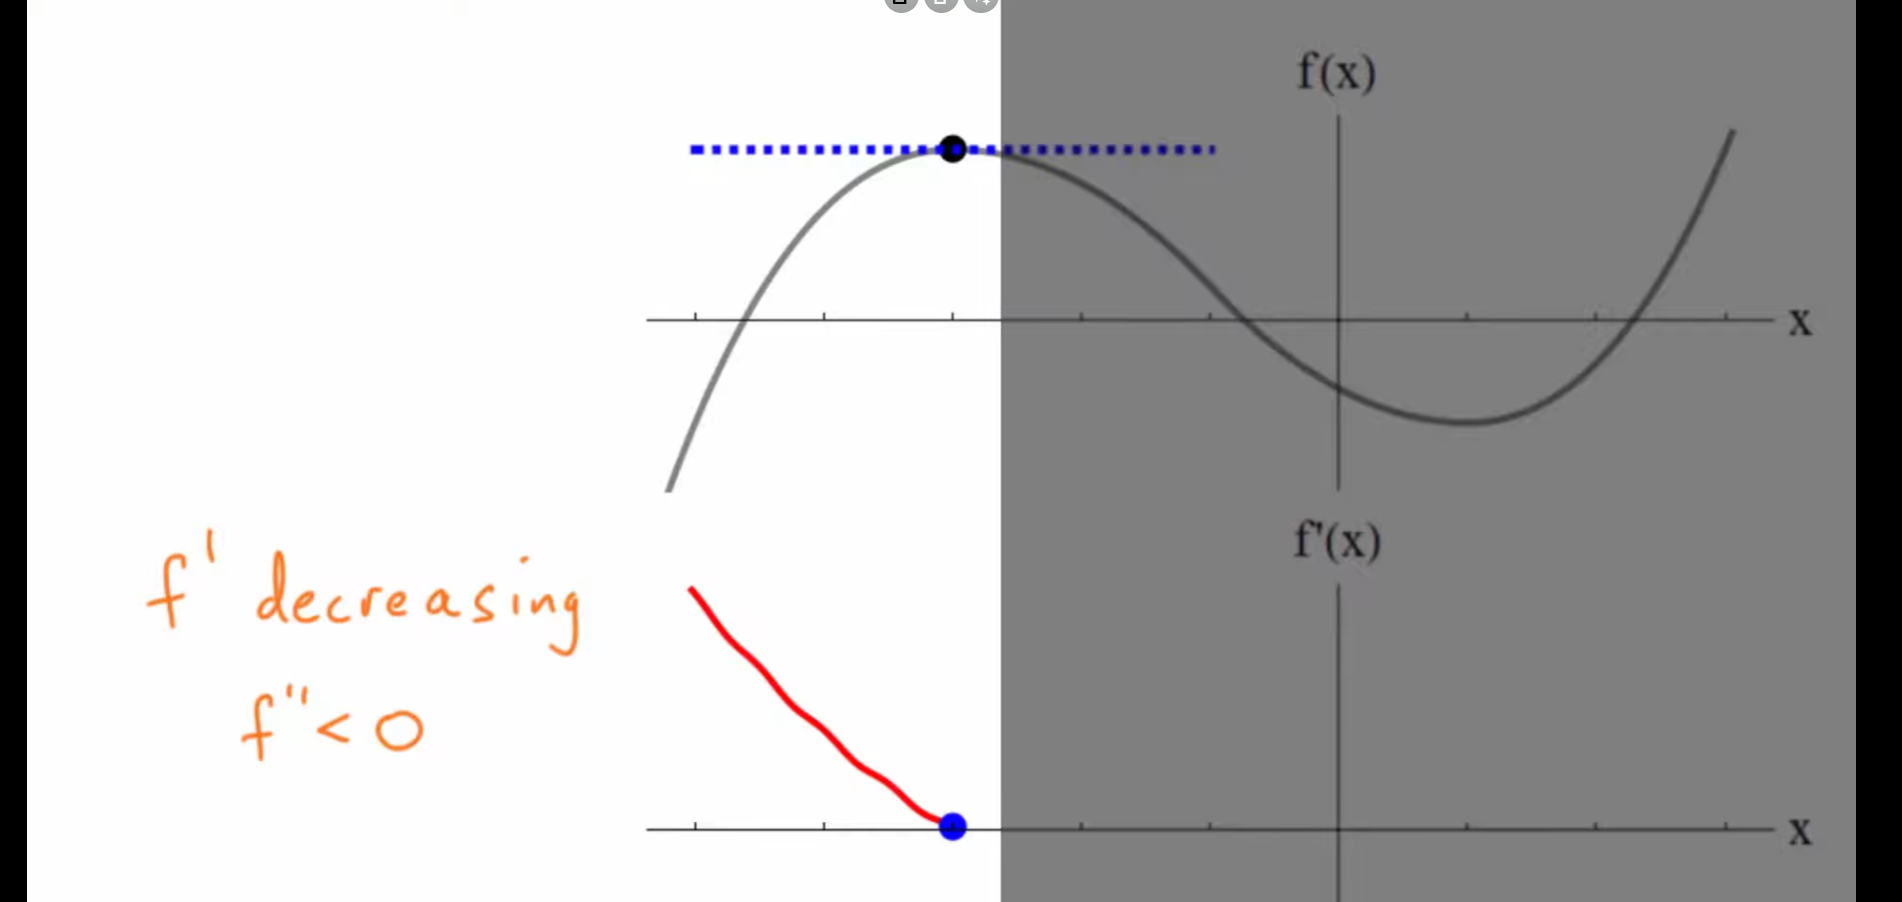 f(x)
x
f'(x)
f' decreasing
f" < 0
x